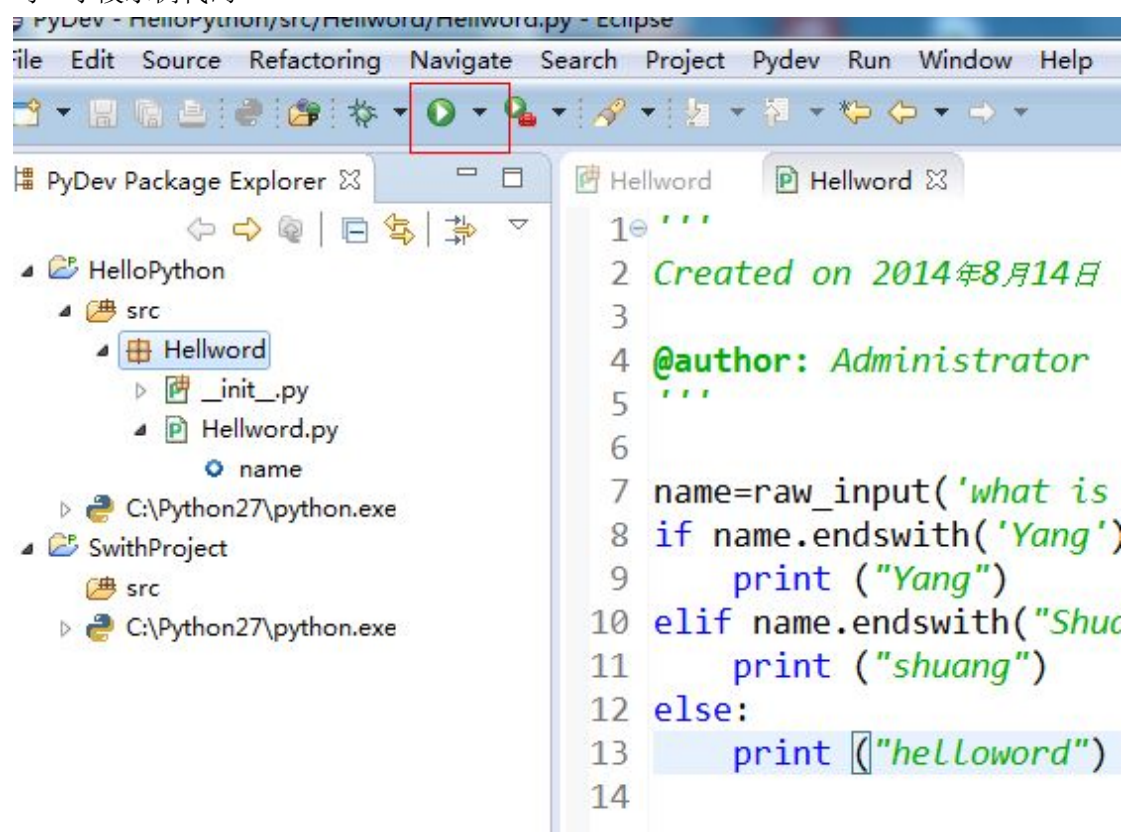 PyDev - HelloPython/src/Hellword/Hellword.py - Eclipse
File Edit Source Refactoring Navigate Search Project Pydev Run Window Help
PyDev Package Explorer
HelloPython
src
Hellword
__init__.py
Hellword.py
name
C:\Python27\python.exe
SwithProject
src
C:\Python27\python.exe
Hellword Hellword
1 '''
2 Created on 2014年8月14日
3
4 @author: Administrator
5 '''
6
7 name=raw_input('what is
8 if name.endswith('Yang')
9 print ("Yang")
10 elif name.endswith("Shua
11 print ("shuang")
12 else:
13 print ("helloword")
14